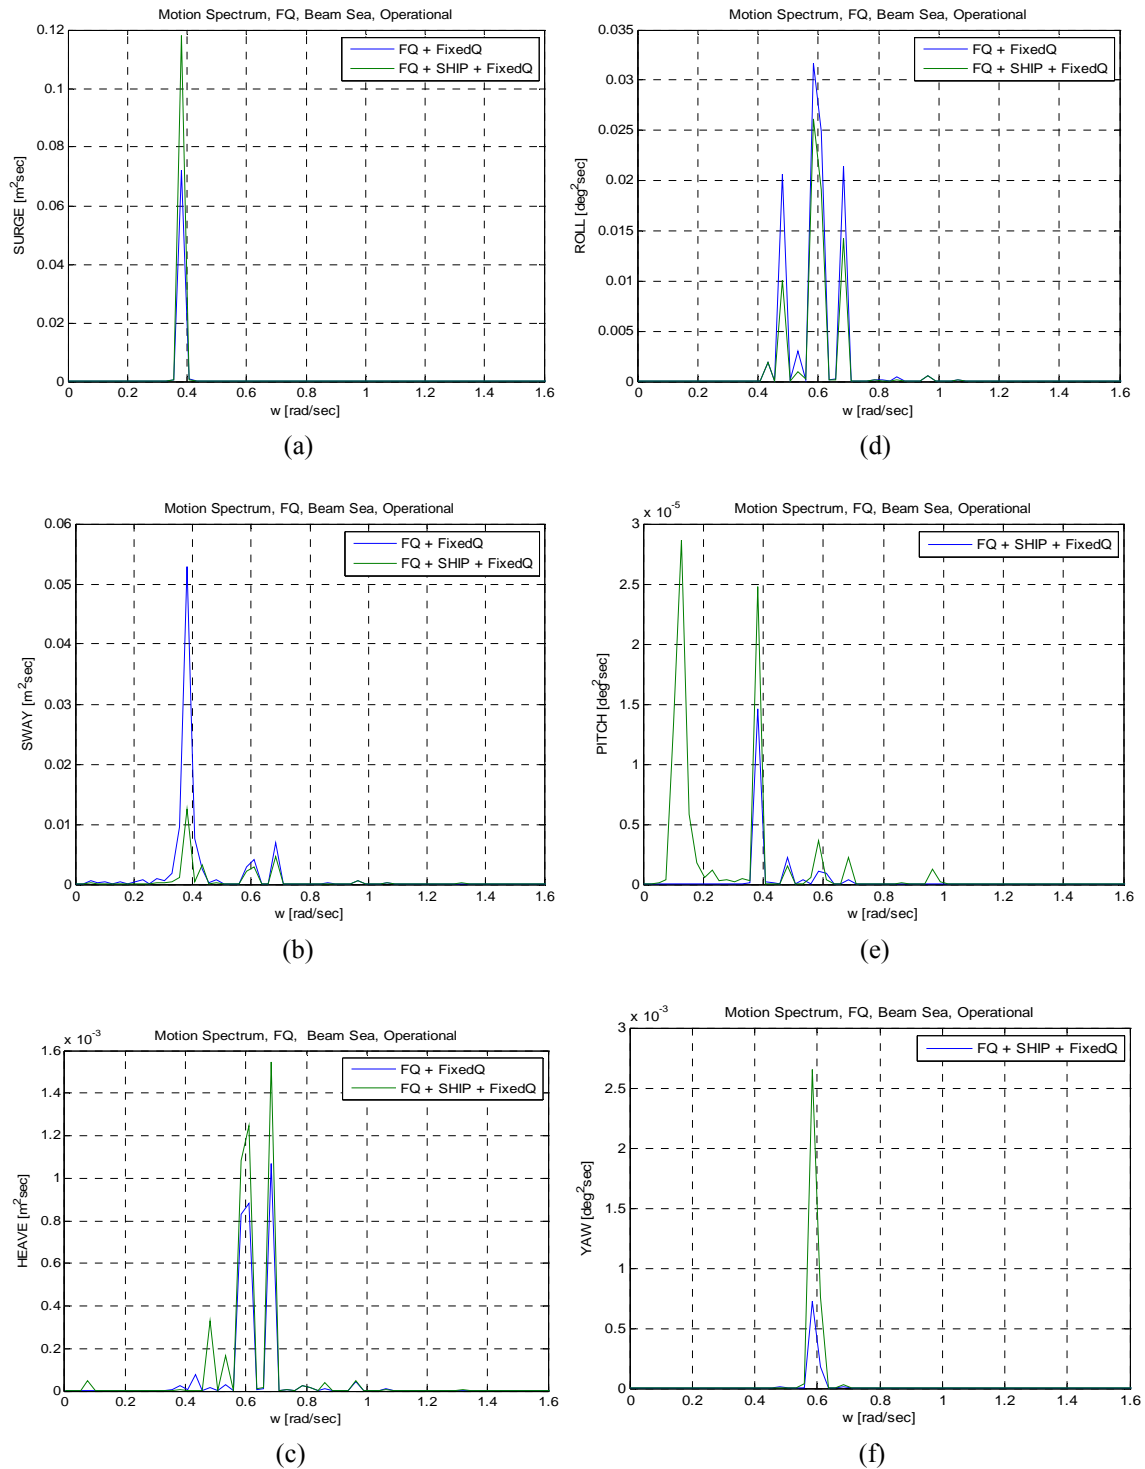 Motion Spectrum, FQ, Beam Sea, Operational
0.12
0.1
0.08
0.06
0.04
0.02
0
SURGE [m²sec]
FQ + FixedQ
FQ + SHIP + FixedQ
0 0.2 0.4 0.6 0.8 1 1.2 1.4 1.6
w [rad/sec]
(a)
Motion Spectrum, FQ, Beam Sea, Operational
0.035
0.03
0.025
0.02
0.015
0.01
0.005
0
ROLL [deg²sec]
FQ + FixedQ
FQ + SHIP + FixedQ
0 0.2 0.4 0.6 0.8 1 1.2 1.4 1.6
w [rad/sec]
(d)
Motion Spectrum, FQ, Beam Sea, Operational
0.06
0.05
0.04
0.03
0.02
0.01
0
SWAY [m²sec]
FQ + FixedQ
FQ + SHIP + FixedQ
0 0.2 0.4 0.6 0.8 1 1.2 1.4 1.6
w [rad/sec]
(b)
Motion Spectrum, FQ, Beam Sea, Operational
x 10⁻⁵
3
2.5
2
1.5
1
0.5
0
PITCH [deg²sec]
FQ + SHIP + FixedQ
0 0.2 0.4 0.6 0.8 1 1.2 1.4 1.6
w [rad/sec]
(e)
Motion Spectrum, FQ, Beam Sea, Operational
x 10⁻³
1.6
1.4
1.2
1
0.8
0.6
0.4
0.2
0
HEAVE [m²sec]
FQ + FixedQ
FQ + SHIP + FixedQ
0 0.2 0.4 0.6 0.8 1 1.2 1.4 1.6
w [rad/sec]
(c)
Motion Spectrum, FQ, Beam Sea, Operational
x 10⁻³
3
2.5
2
1.5
1
0.5
0
YAW [deg²sec]
FQ + SHIP + FixedQ
0 0.2 0.4 0.6 0.8 1 1.2 1.4 1.6
w [rad/sec]
(f)